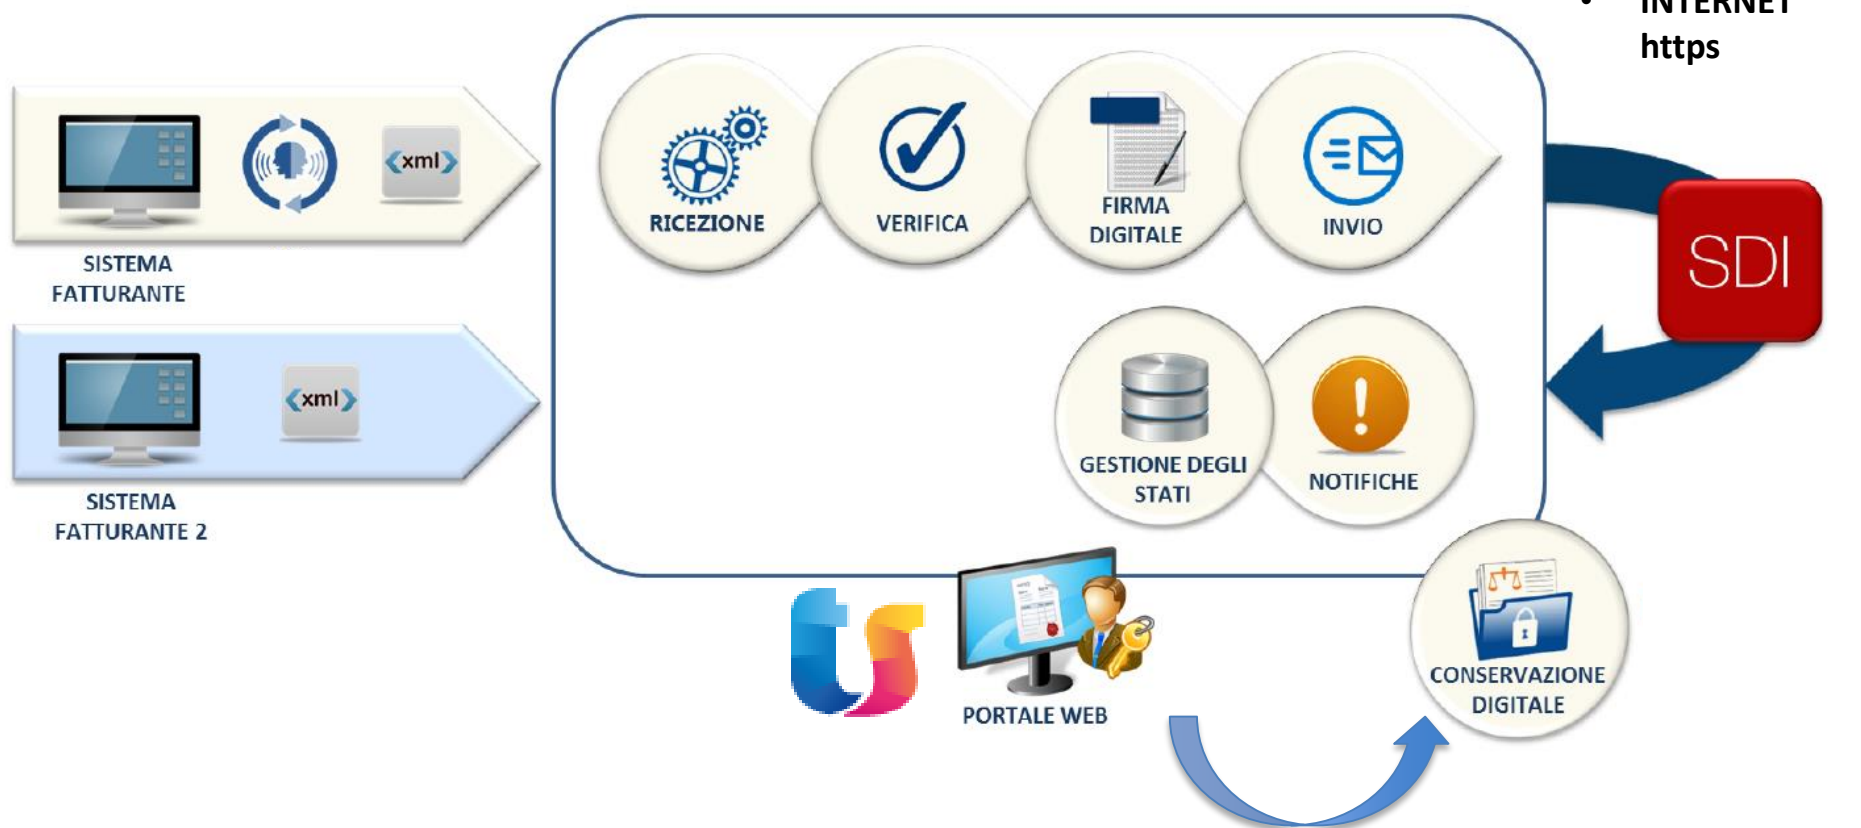 • INTERNET
https
<xml>
RICEZIONE
VERIFICA
FIRMA
DIGITALE
INVIO
SISTEMA
FATTURANTE
SDI
<xml>
GESTIONE DEGLI
STATI
NOTIFICHE
SISTEMA
FATTURANTE 2
ts
PORTALE WEB
CONSERVAZIONE
DIGITALE